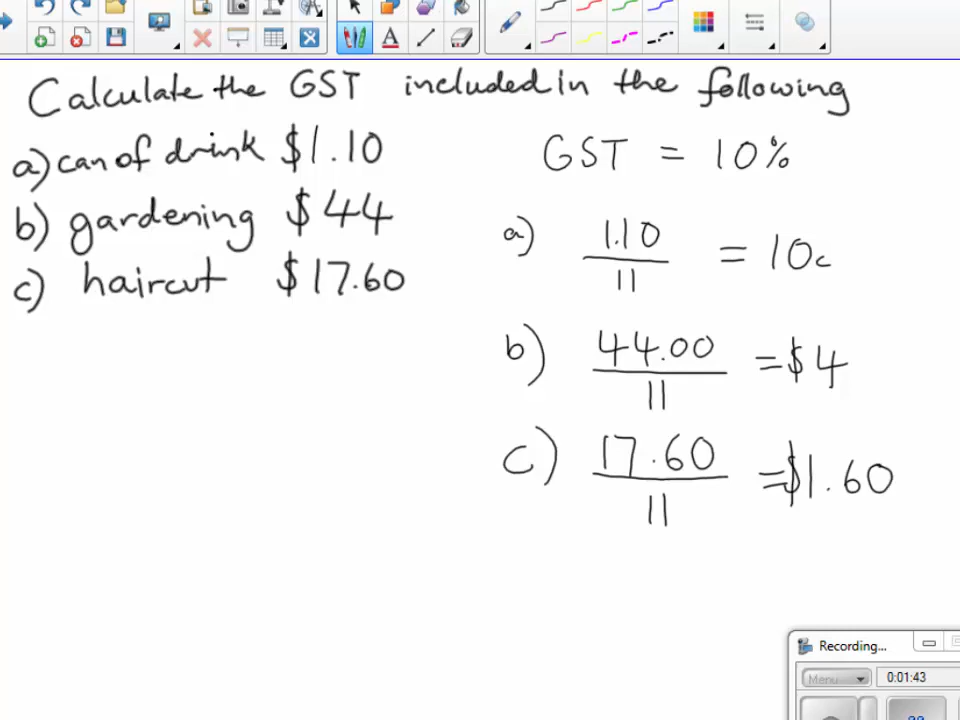 Calculate the GST included in the following
a) can of drink $1.10
b) gardening $44
c) haircut $17.60
GST = 10%
a) 1.10
11
= 10c
b) 44.00
11
= $4
c) 17.60
11
= $1.60
Recording...
Menu
0:01:43